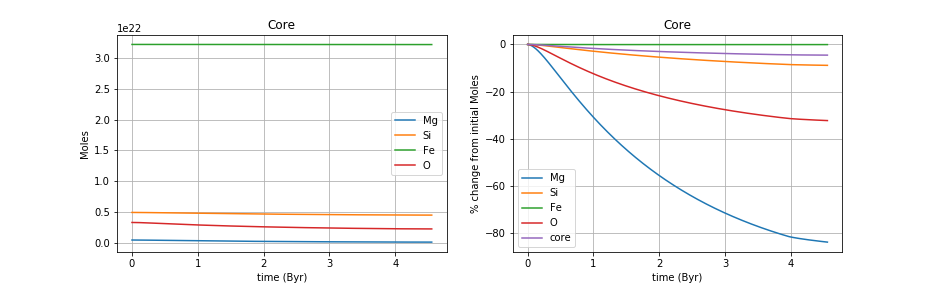 Core
1e22
3.0
2.5
2.0
1.5
1.0
0.5
0.0
Moles
Mg
Si
Fe
O
0
1
2
3
4
time (Byr)
Core
0
−20
−40
−60
−80
% change from initial Moles
Mg
Si
Fe
O
core
0
1
2
3
4
time (Byr)